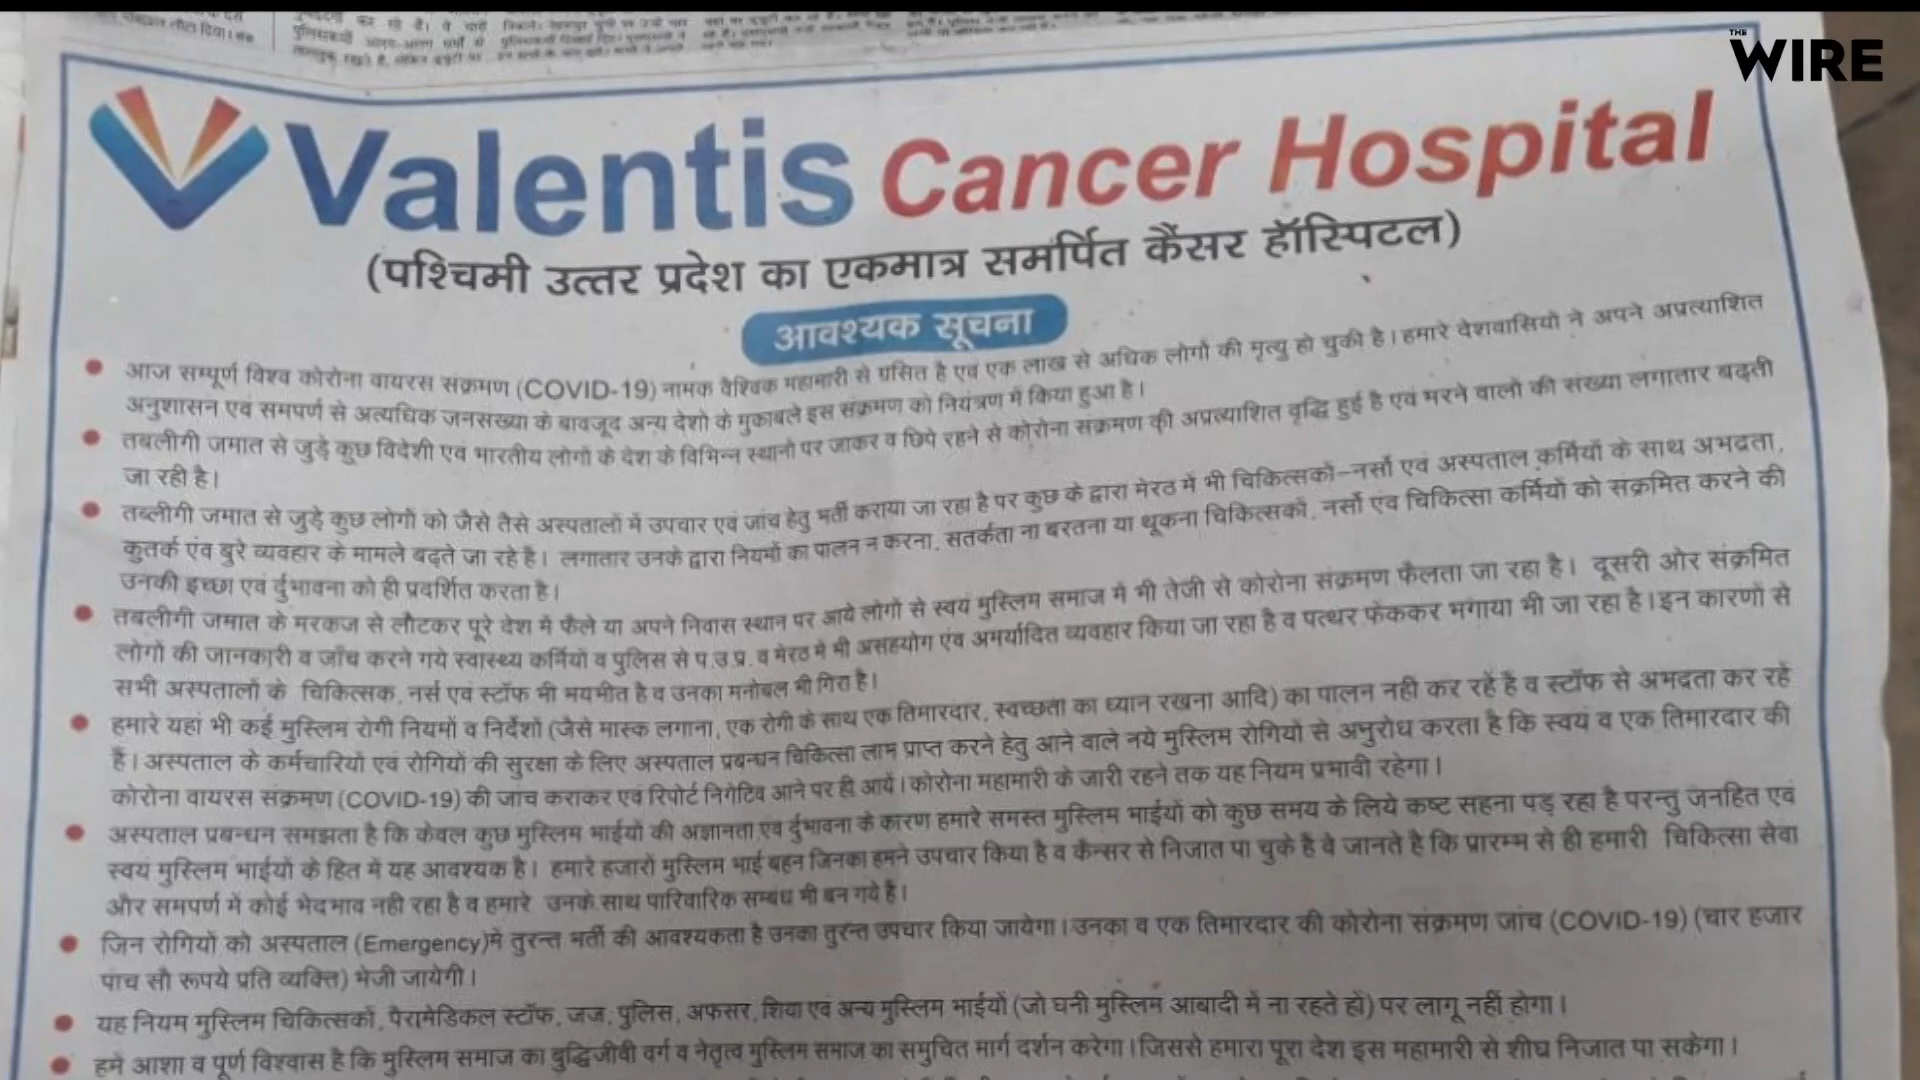 THE WIRE
Valentis Cancer Hospital
(पश्चिमी उत्तर प्रदेश का एकमात्र समर्पित कैंसर हॉस्पिटल)
आवश्यक सूचना
आज सम्पूर्ण विश्व कोरोना वायरस संक्रमण (COVID-19) नामक वैश्विक महामारी से ग्रसित है एवं एक लाख से अधिक लोगों की मृत्यु हो चुकी है। हमारे देशवासियों ने अपने अप्रत्याशित
अनुशासन एवं समपर्ण से अत्यधिक जनसंख्या के बावजूद अन्य देशो के मुकाबले इस संक्रमण को नियंत्रण में किया हुआ है।
तबलीगी जमात से जुड़े कुछ विदेशी एवं भारतीय लोगों के देश के विभिन्न स्थानों पर जाकर व छिपे रहने से कोरोना संक्रमण की अप्रत्याशित वृद्धि हुई है एवं मरने वालो की संख्या लगातार बढ़ती
जा रही है।
तब्लीगी जमात से जुड़े कुछ लोगों को जैसे तैसे अस्पतालों में उपचार एवं जांच हेतु भर्ती कराया जा रहा है पर कुछ के द्वारा मेरठ में भी चिकित्सकों-नर्सो एवं अस्पताल कर्मियों के साथ अभद्रता,
कुतर्क एंव बुरे व्यवहार के मामले बढ़ते जा रहे है। लगातार उनके द्वारा नियमों का पालन न करना, सतर्कता ना बरतना या थूकना चिकित्सकों, नर्सो एंव चिकित्सा कर्मियों को संक्रमित करने की
उनकी इच्छा एवं र्दुभावना को ही प्रदर्शित करता है।
तबलीगी जमात के मरकज से लौटकर पूरे देश में फैले या अपने निवास स्थान पर आये लोगों से स्वयं मुस्लिम समाज में भी तेजी से कोरोना संक्रमण फैलता जा रहा है। दूसरी ओर संक्रमित
लोगों की जानकारी व जाँच करने गये स्वास्थ्य कर्मियों व पुलिस से प.उ.प्र. व मेरठ मे भी असहयोग एंव अमर्यादित व्यवहार किया जा रहा है व पत्थर फेंककर भगाया भी जा रहा है। इन कारणों से
सभी अस्पतालों के चिकित्सक, नर्स एवं स्टॉफ भी भयभीत है व उनका मनोबल भी गिरा है।
हमारे यहां भी कई मुस्लिम रोगी नियमों व निर्देशों (जैसे मास्क लगाना, एक रोगी के साथ एक तिमारदार, स्वच्छता का ध्यान रखना आदि) का पालन नही कर रहें है व स्टॉफ से अभद्रता कर रहें
हैं। अस्पताल के कर्मचारियों एवं रोगियों की सुरक्षा के लिए अस्पताल प्रबन्धन चिकित्सा लाभ प्राप्त करने हेतु आने वाले नये मुस्लिम रोगियों से अनुरोध करता है कि स्वयं व एक तिमारदार की
कोरोना वायरस संक्रमण (COVID-19) की जांच कराकर एवं रिपोर्ट निगेटिव आने पर ही आयें। कोरोना महामारी के जारी रहने तक यह नियम प्रभावी रहेगा।
अस्पताल प्रबन्धन समझता है कि केवल कुछ मुस्लिम भाईयों की अज्ञानता एवं र्दुभावना के कारण हमारे समस्त मुस्लिम भाईयों को कुछ समय के लिये कष्ट सहना पड़ रहा है परन्तु जनहित एवं
स्वयं मुस्लिम भाईयों के हित में यह आवश्यक है। हमारे हजारों मुस्लिम भाई बहन जिनका हमने उपचार किया है व कैन्सर से निजात पा चुके है वे जानते है कि प्रारम्भ से ही हमारी चिकित्सा सेवा
और समपर्ण में कोई भेदभाव नही रहा है व हमारे उनके साथ पारिवारिक सम्बंध भी बन गये है।
जिन रोगियों को अस्पताल (Emergency)मे तुरन्त भर्ती की आवश्यकता है उनका तुरन्त उपचार किया जायेगा। उनका व एक तिमारदार की कोरोना संक्रमण जांच (COVID-19) (चार हजार
पांच सौ रूपये प्रति व्यक्ति) भेजी जायेगी।
यह नियम मुस्लिम चिकित्सकों, पैरामेडिकल स्टॉफ, जज, पुलिस, अफसर, शिया एवं अन्य मुस्लिम भाईयों (जो घनी मुस्लिम आबादी में ना रहते हों) पर लागू नहीं होगा।
हमें आशा व पूर्ण विश्वास है कि मुस्लिम समाज का बुद्धिजीवी वर्ग व नेतृत्व मुस्लिम समाज का समुचित मार्ग दर्शन करेगा। जिससे हमारा पूरा देश इस महामारी से शीघ्र निजात पा सकेगा।